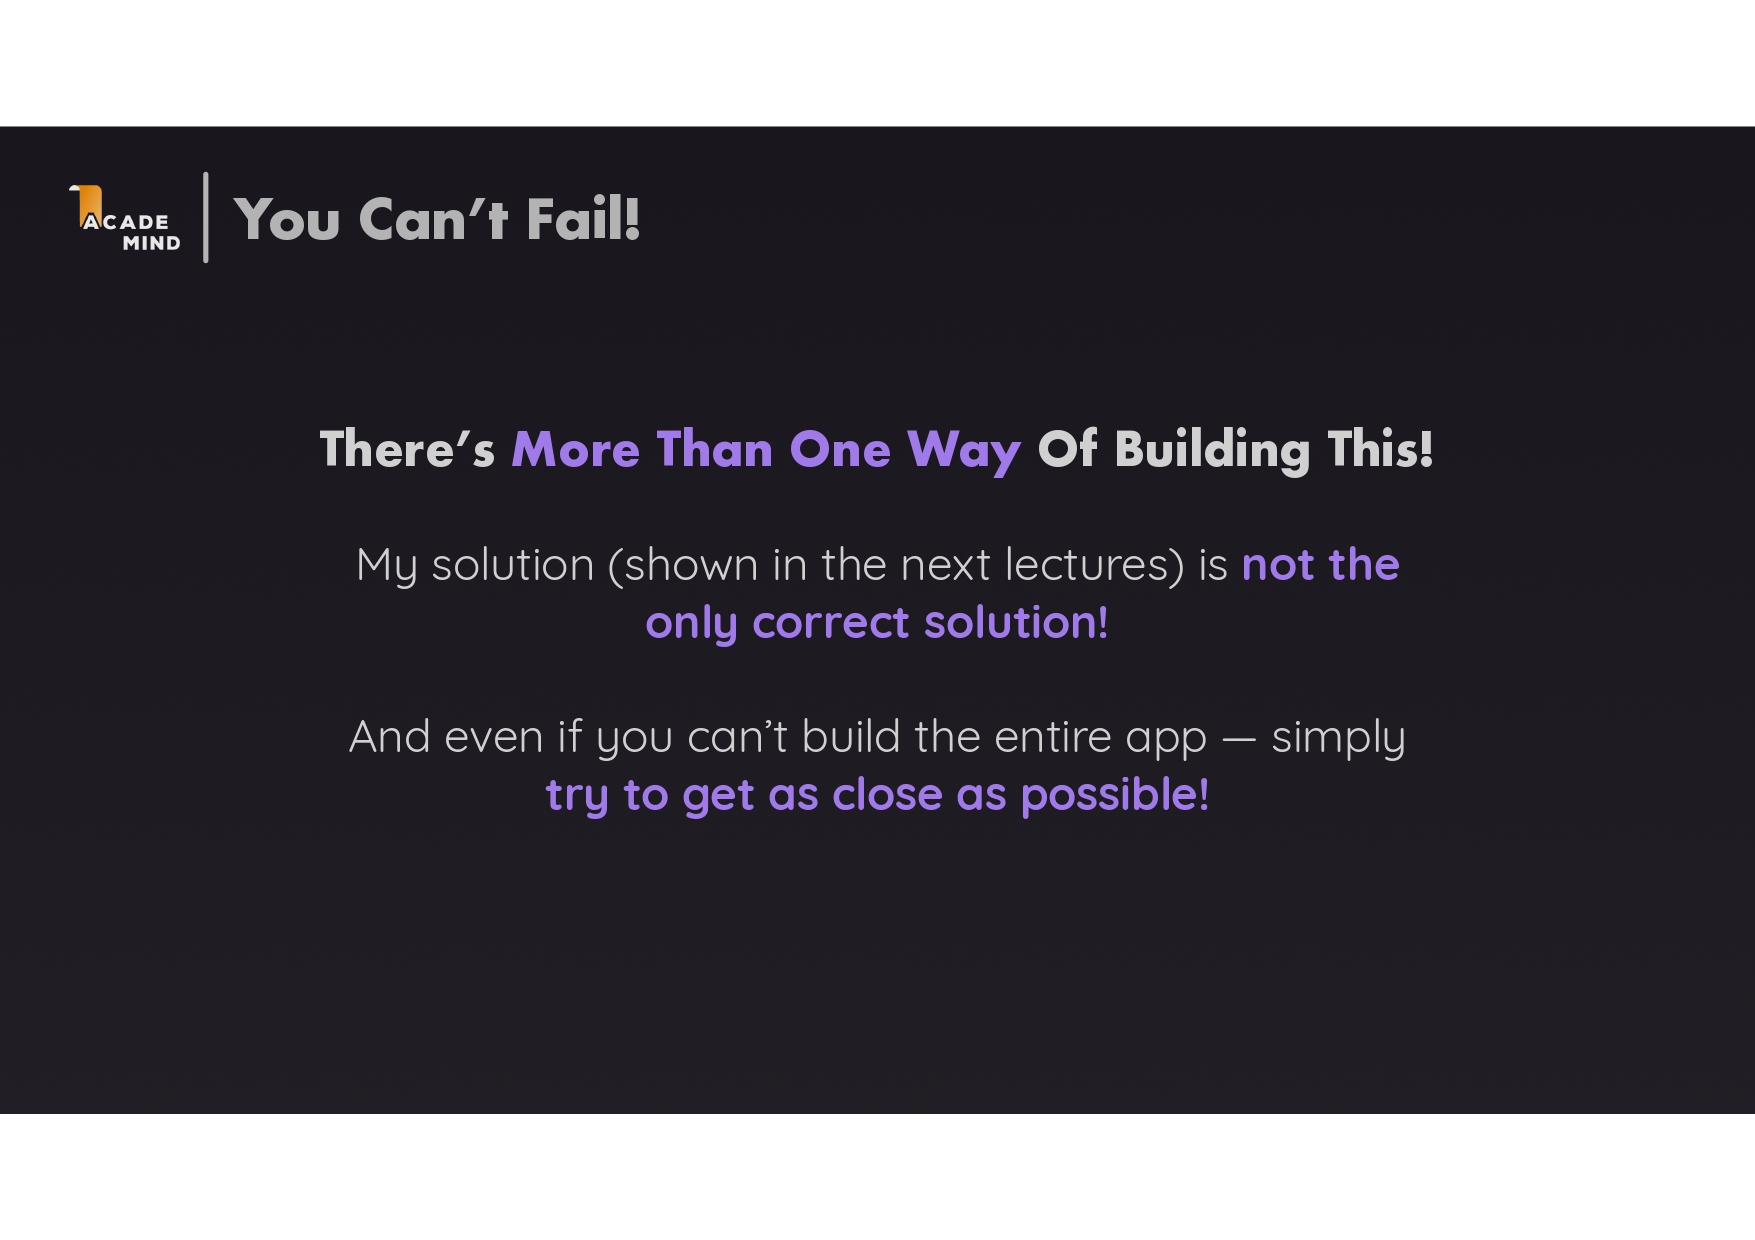 ACADE
MIND
You Can’t Fail!
There’s More Than One Way Of Building This!
My solution (shown in the next lectures) is not the
only correct solution!
And even if you can’t build the entire app — simply
try to get as close as possible!